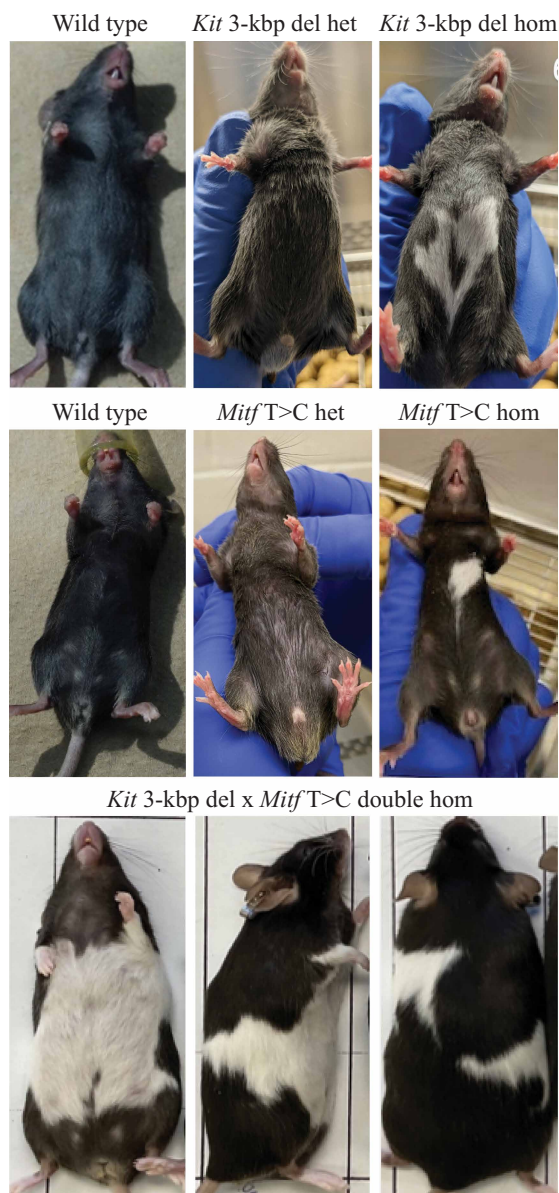 Wild type Kit 3-kbp del het Kit 3-kbp del hom
6
Wild type Mitf T>C het Mitf T>C hom
Kit 3-kbp del x Mitf T>C double hom